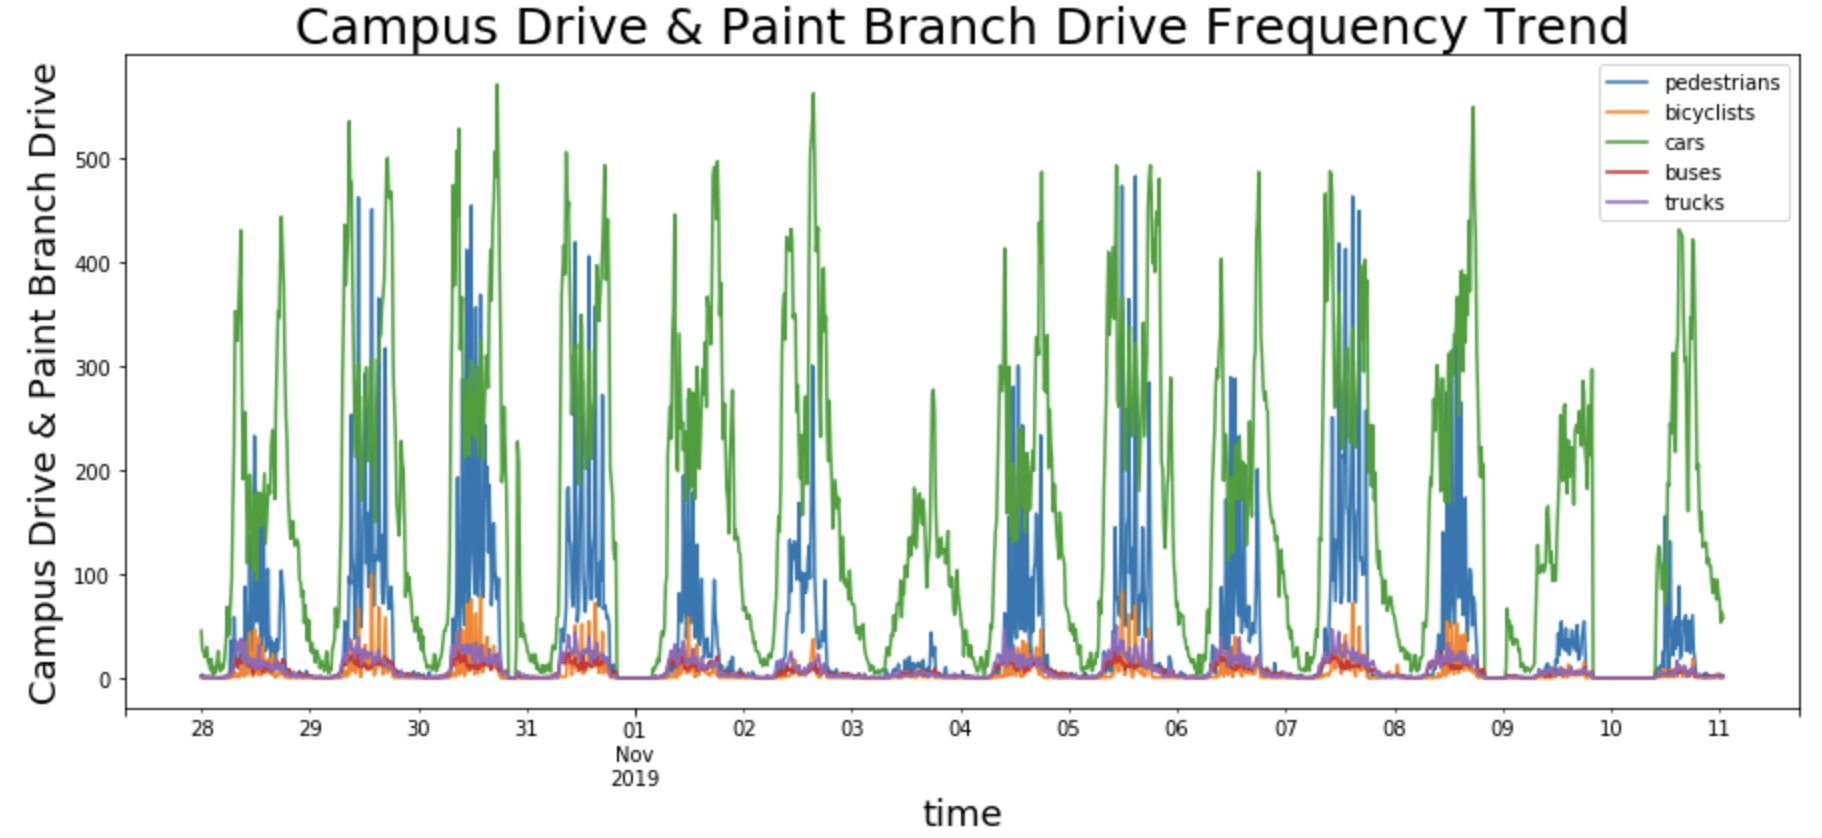 Campus Drive & Paint Branch Drive Frequency Trend
Campus Drive & Paint Branch Drive
500
400
300
200
100
0
pedestrians
bicyclists
cars
buses
trucks
28 29 30 31 01 02 03 04 05 06 07 08 09 10 11
Nov
2019
time